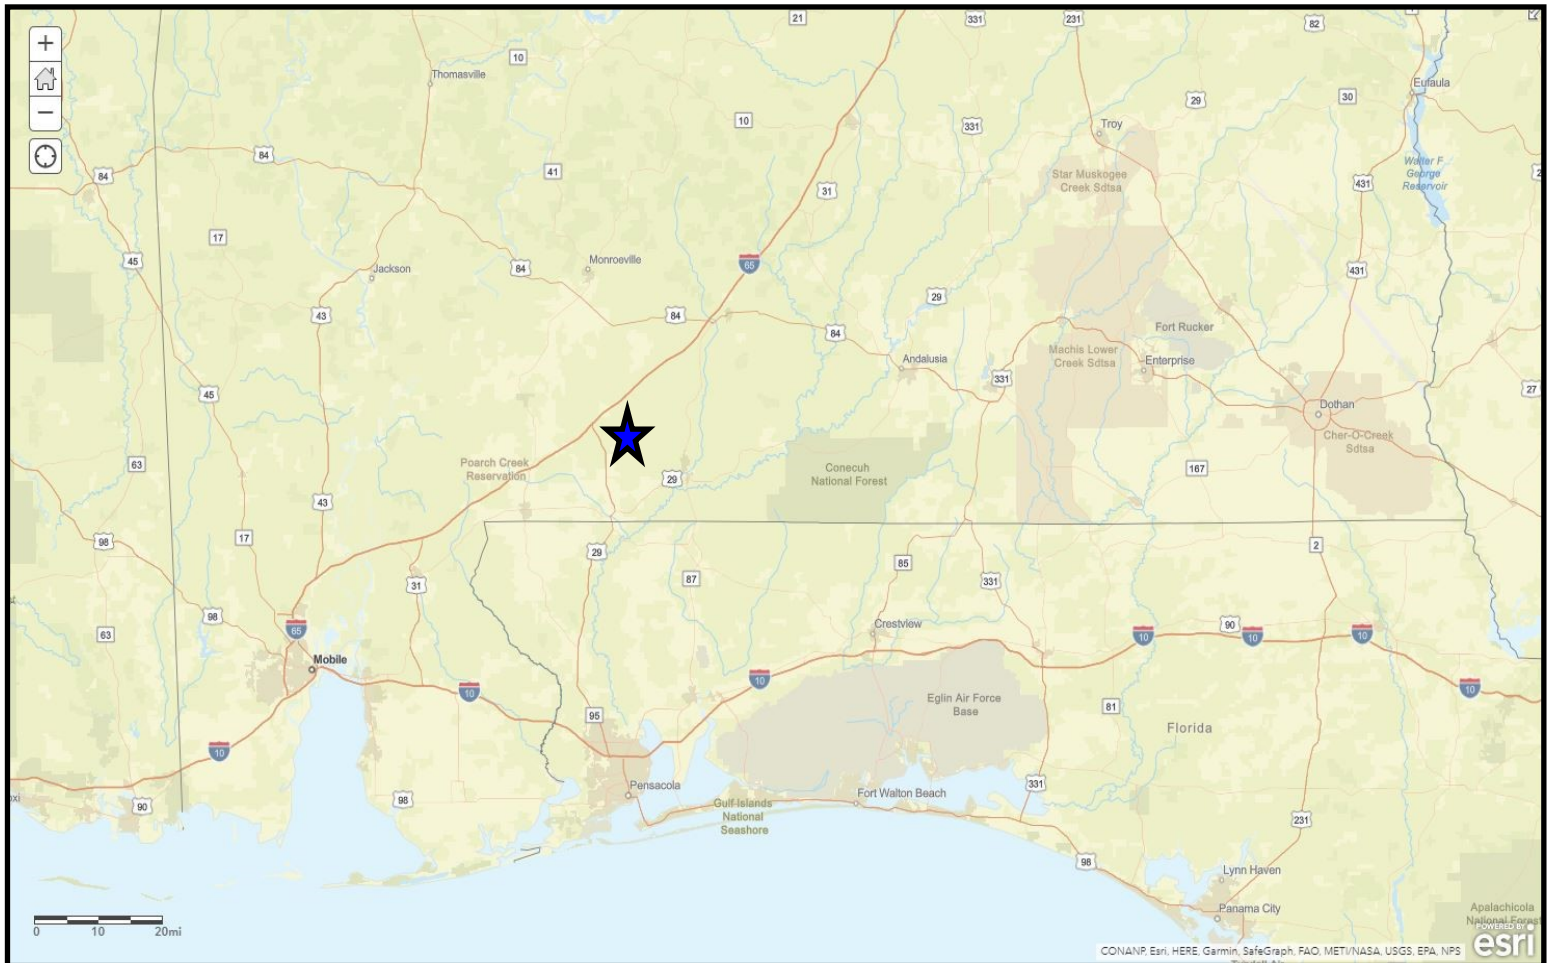 21
331
231
82
+
10
Thomasville
Eufaula
30
29
−
10
331
Troy
84
84
41
Star Muskogee
Creek Sdtsa
Walter F
George
Reservoir
431
2
31
17
45
Monroeville
84
65
Jackson
431
29
43
84
84
Fort Rucker
Machis Lower
Creek Sdtsa
Andalusia
Enterprise
331
27
45
Dothan
Cher-O-Creek
Sdtsa
63
Poarch Creek
Reservation
29
Conecuh
National Forest
167
43
98
17
29
2
85
31
87
331
98
63
65
Crestview
10
90
10
10
Mobile
10
10
10
Eglin Air Force
Base
81
95
Florida
10
Pensacola
331
Fort Walton Beach
xi
90
98
Gulf Islands
National
Seashore
231
98
Lynn Haven
Panama City
Apalachicola
National Forest
0 10 20mi
POWERED BY
esri
CONANP, Esri, HERE, Garmin, SafeGraph, FAO, METI/NASA, USGS, EPA, NPS